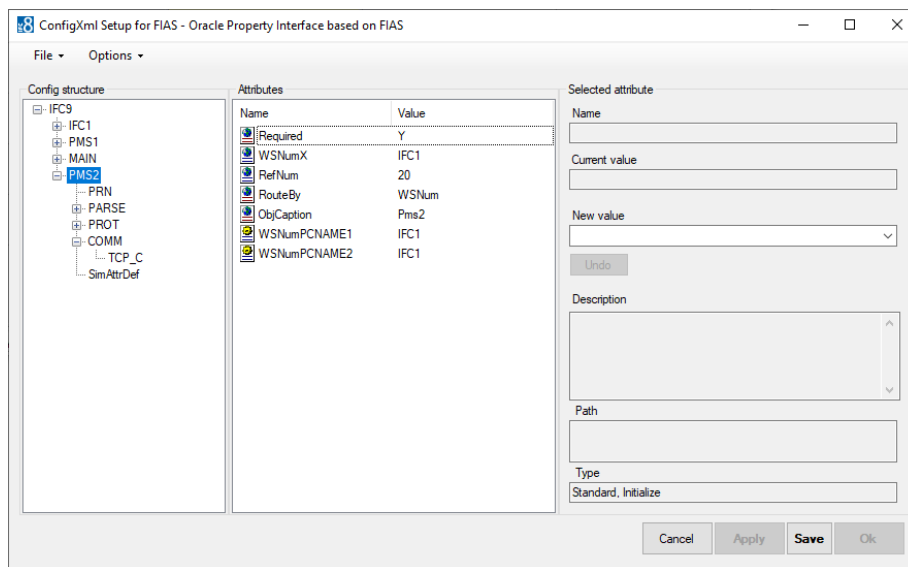 ConfigXml Setup for FIAS - Oracle Property Interface based on FIAS
File Options
Config structure
IFC9
IFC1
PMS1
MAIN
PMS2
PRN
PARSE
PROT
COMM
TCP_C
SimAttrDef
Attributes
Name Value
Required Y
WSNumX IFC1
RefNum 20
RouteBy WSNum
ObjCaption Pms2
WSNumPCNAME1 IFC1
WSNumPCNAME2 IFC1
Selected attribute
Name
Current value
New value
Undo
Description
Path
Type
Standard, Initialize
Cancel Apply Save Ok